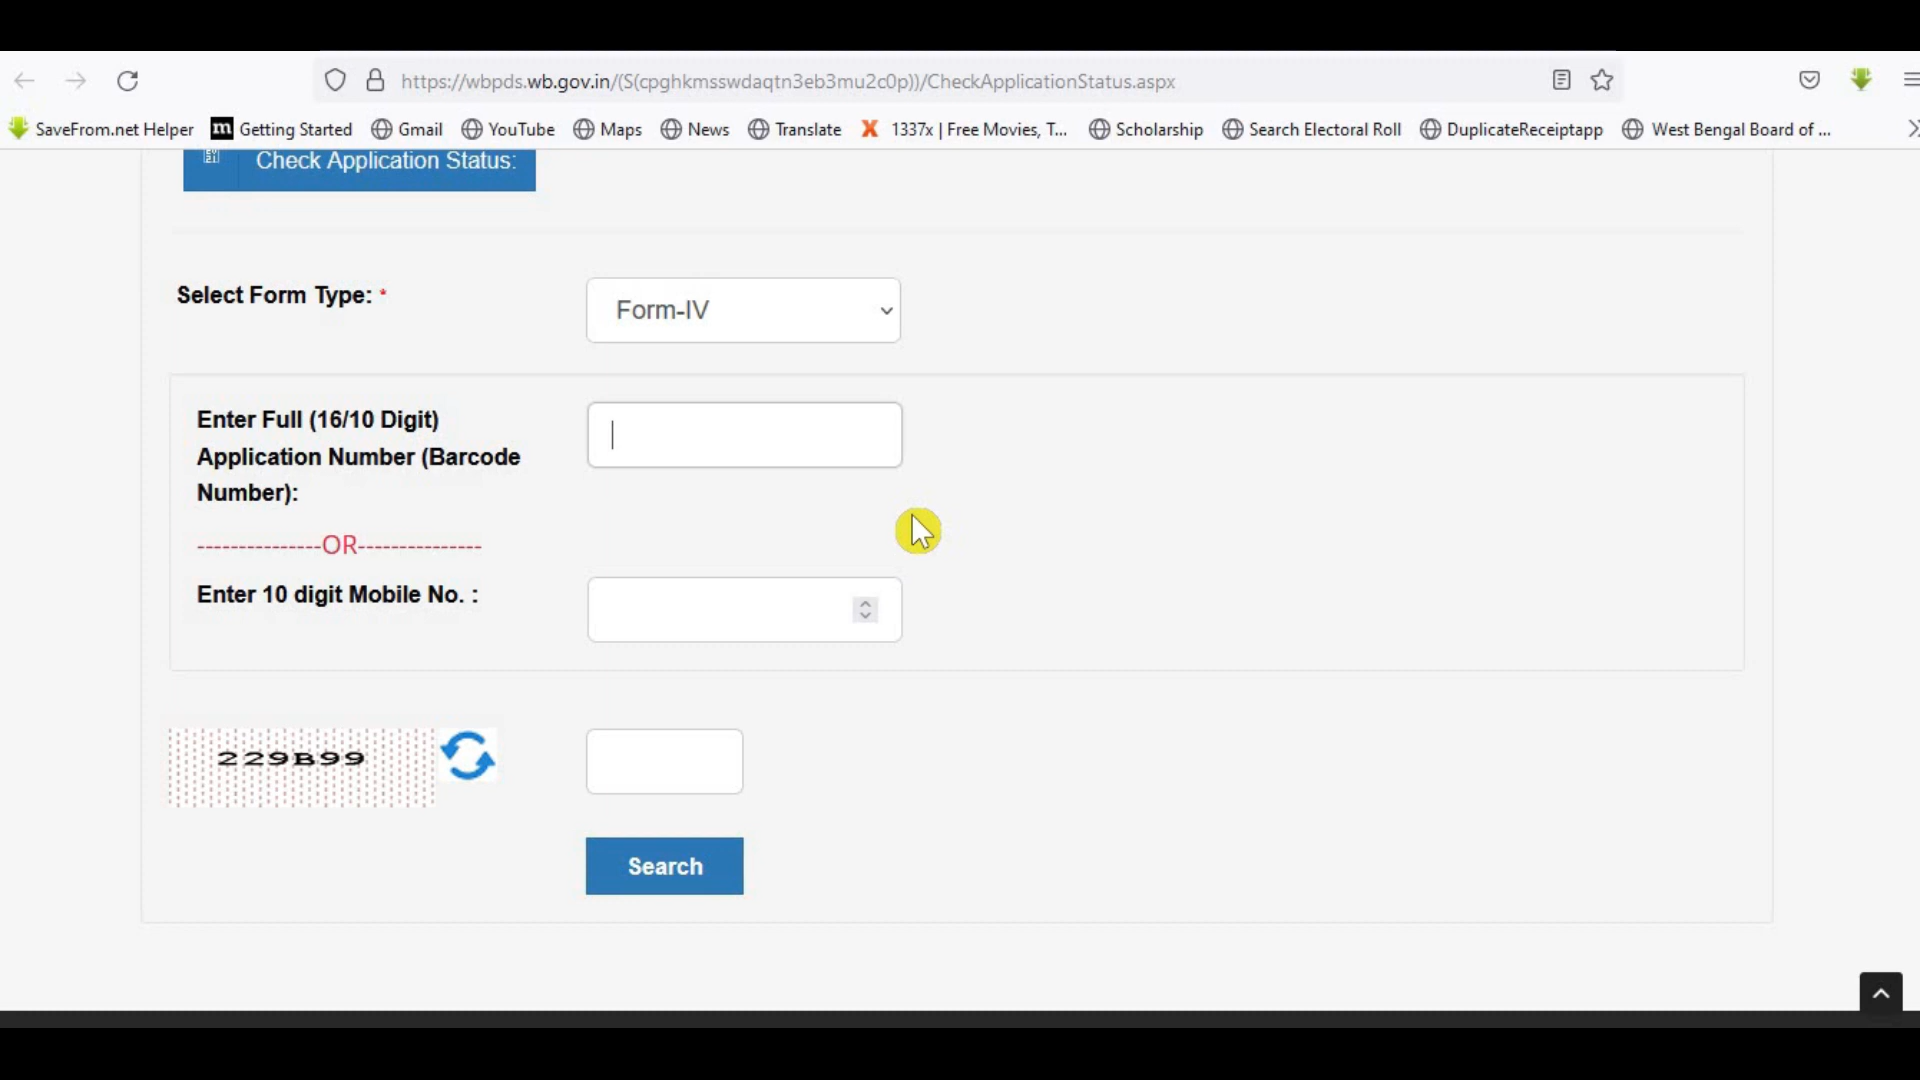 https://wbpds.wb.gov.in/(S(cpghkmsswdaqtn3eb3mu2c0p))/CheckApplicationStatus.aspx
SaveFrom.net Helper m Getting Started Gmail YouTube Maps News Translate X 1337x | Free Movies, T... Scholarship Search Electoral Roll DuplicateReceiptapp West Bengal Board of ...
Check Application Status:
Select Form Type: * Form-IV
Enter Full (16/10 Digit)
Application Number (Barcode
Number):
---------------OR---------------
Enter 10 digit Mobile No. :
229B99
Search